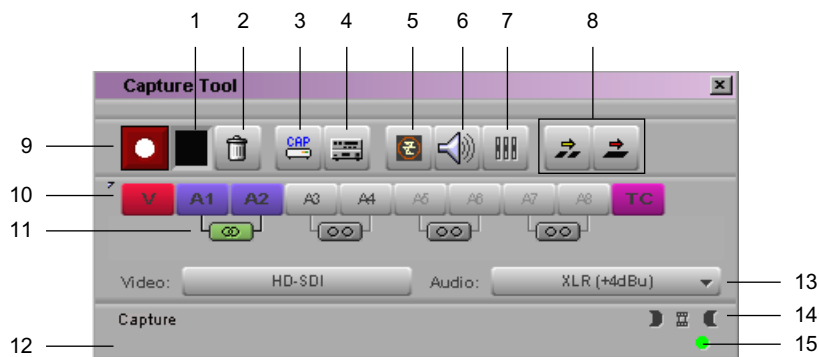 1 2 3 4 5 6 7 8
Capture Tool
9
CAP
10
V A1 A2 A3 A4 A5 A6 A7 A8 TC
11
Video: HD-SDI Audio: XLR (+4dBu)
13
Capture
14
12
15